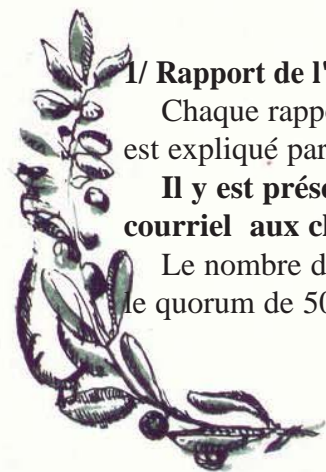 1/ Rapport de l'
Chaque rappo
est expliqué par
Il y est prése
courriel aux cl
Le nombre d
le quorum de 50